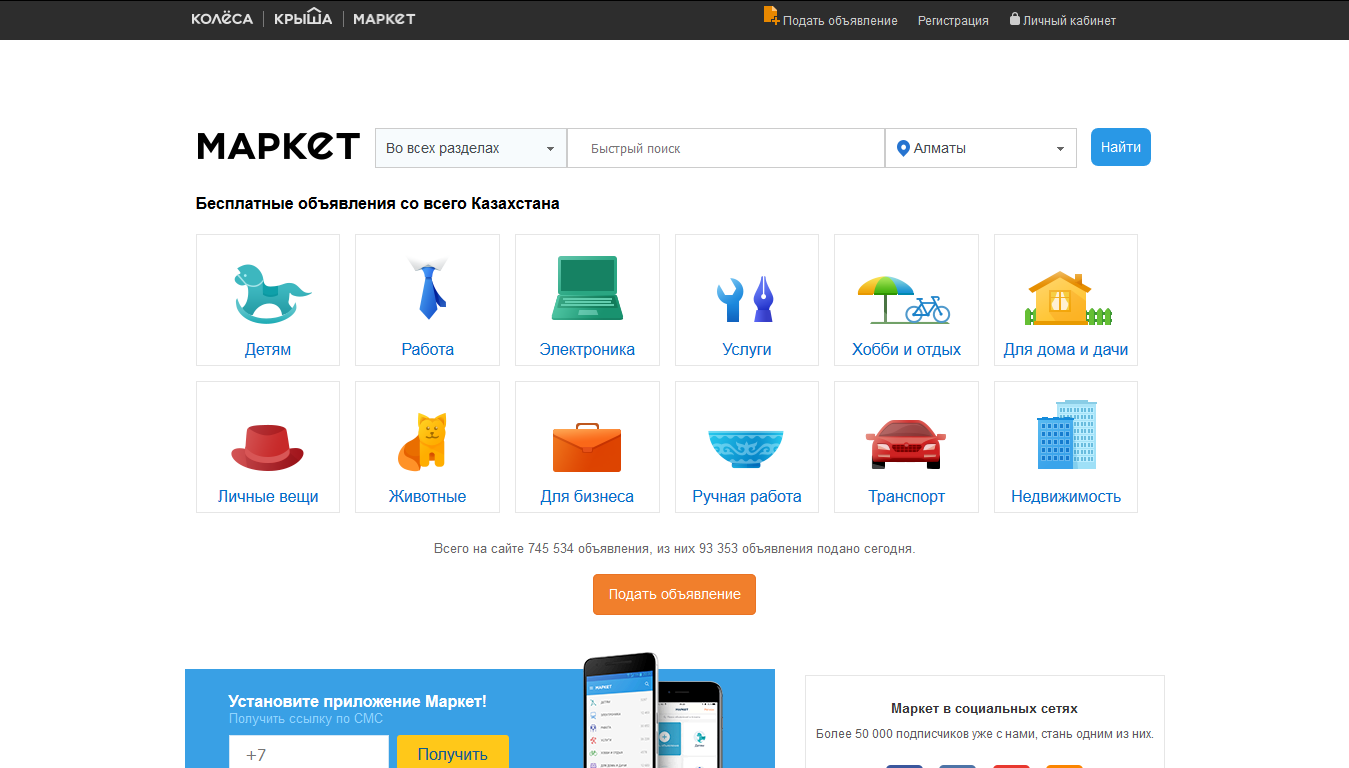 КОЛЁСА КРЫША МАРКЕТ
Подать объявление Регистрация Личный кабинет
МАРКЕТ Во всех разделах Быстрый поиск Алматы Найти
Бесплатные объявления со всего Казахстана
Детям Работа Электроника Услуги Хобби и отдых Для дома и дачи
Личные вещи Животные Для бизнеса Ручная работа Транспорт Недвижимость
Всего на сайте 745 534 объявления, из них 93 353 объявления подано сегодня.
Подать объявление
Установите приложение Маркет!
Получить ссылку по СМС
+7 Получить
МАРКЕТ
Маркет в социальных сетях
Более 50 000 подписчиков уже с нами, стань одним из них.